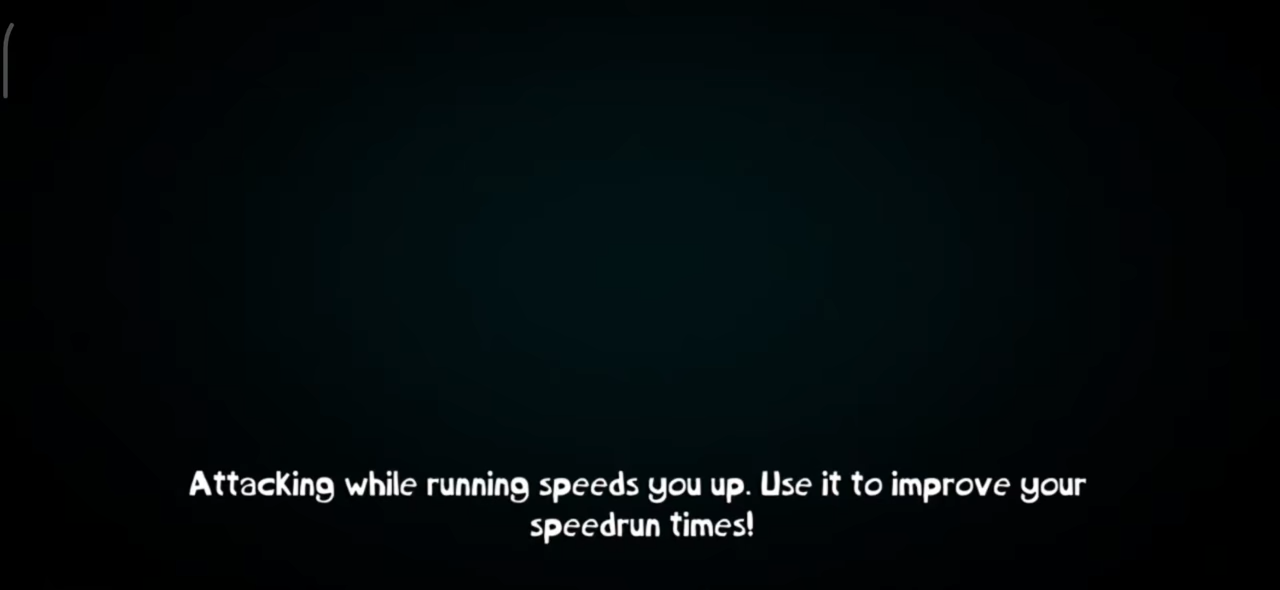 Attacking while running speeds you up. Use it to improve your
speedrun times!